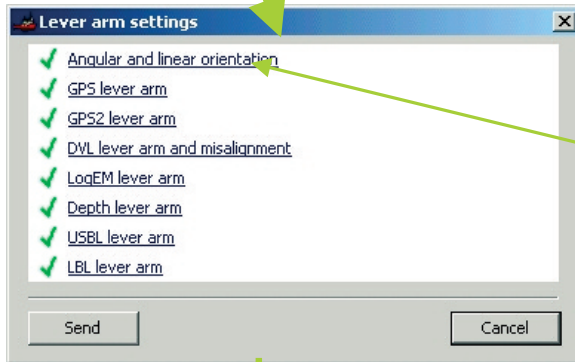 Lever arm settings
Angular and linear orientation
GPS lever arm
GPS2 lever arm
DVL lever arm and misalignment
LogEM lever arm
Depth lever arm
USBL lever arm
LBL lever arm
Send
Cancel